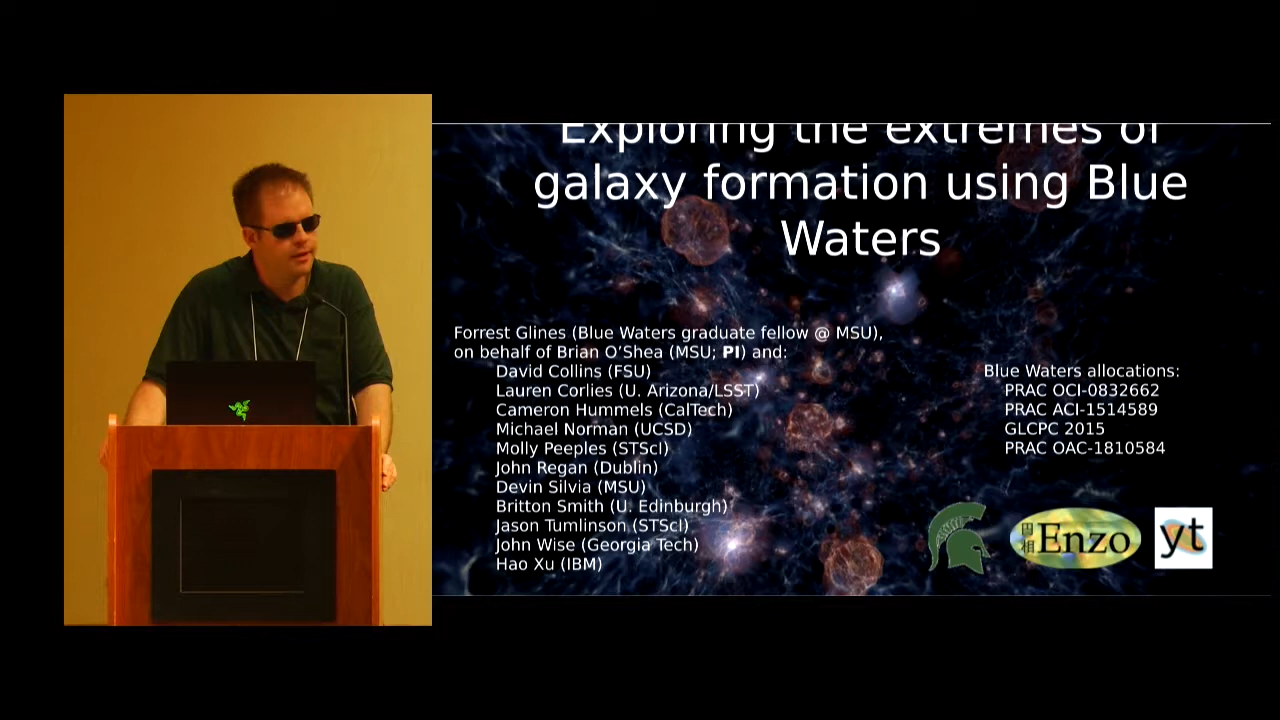 Exploring the extremes of
galaxy formation using Blue
Waters
Forrest Glines (Blue Waters graduate fellow @ MSU),
on behalf of Brian O’Shea (MSU; PI) and:
David Collins (FSU)
Lauren Corlies (U. Arizona/LSST)
Cameron Hummels (CalTech)
Michael Norman (UCSD)
Molly Peeples (STScI)
John Regan (Dublin)
Devin Silvia (MSU)
Britton Smith (U. Edinburgh)
Jason Tumlinson (STScI)
John Wise (Georgia Tech)
Hao Xu (IBM)
Blue Waters allocations:
PRAC OCI-0832662
PRAC ACI-1514589
GLCPC 2015
PRAC OAC-1810584
円相 Enzo
yt